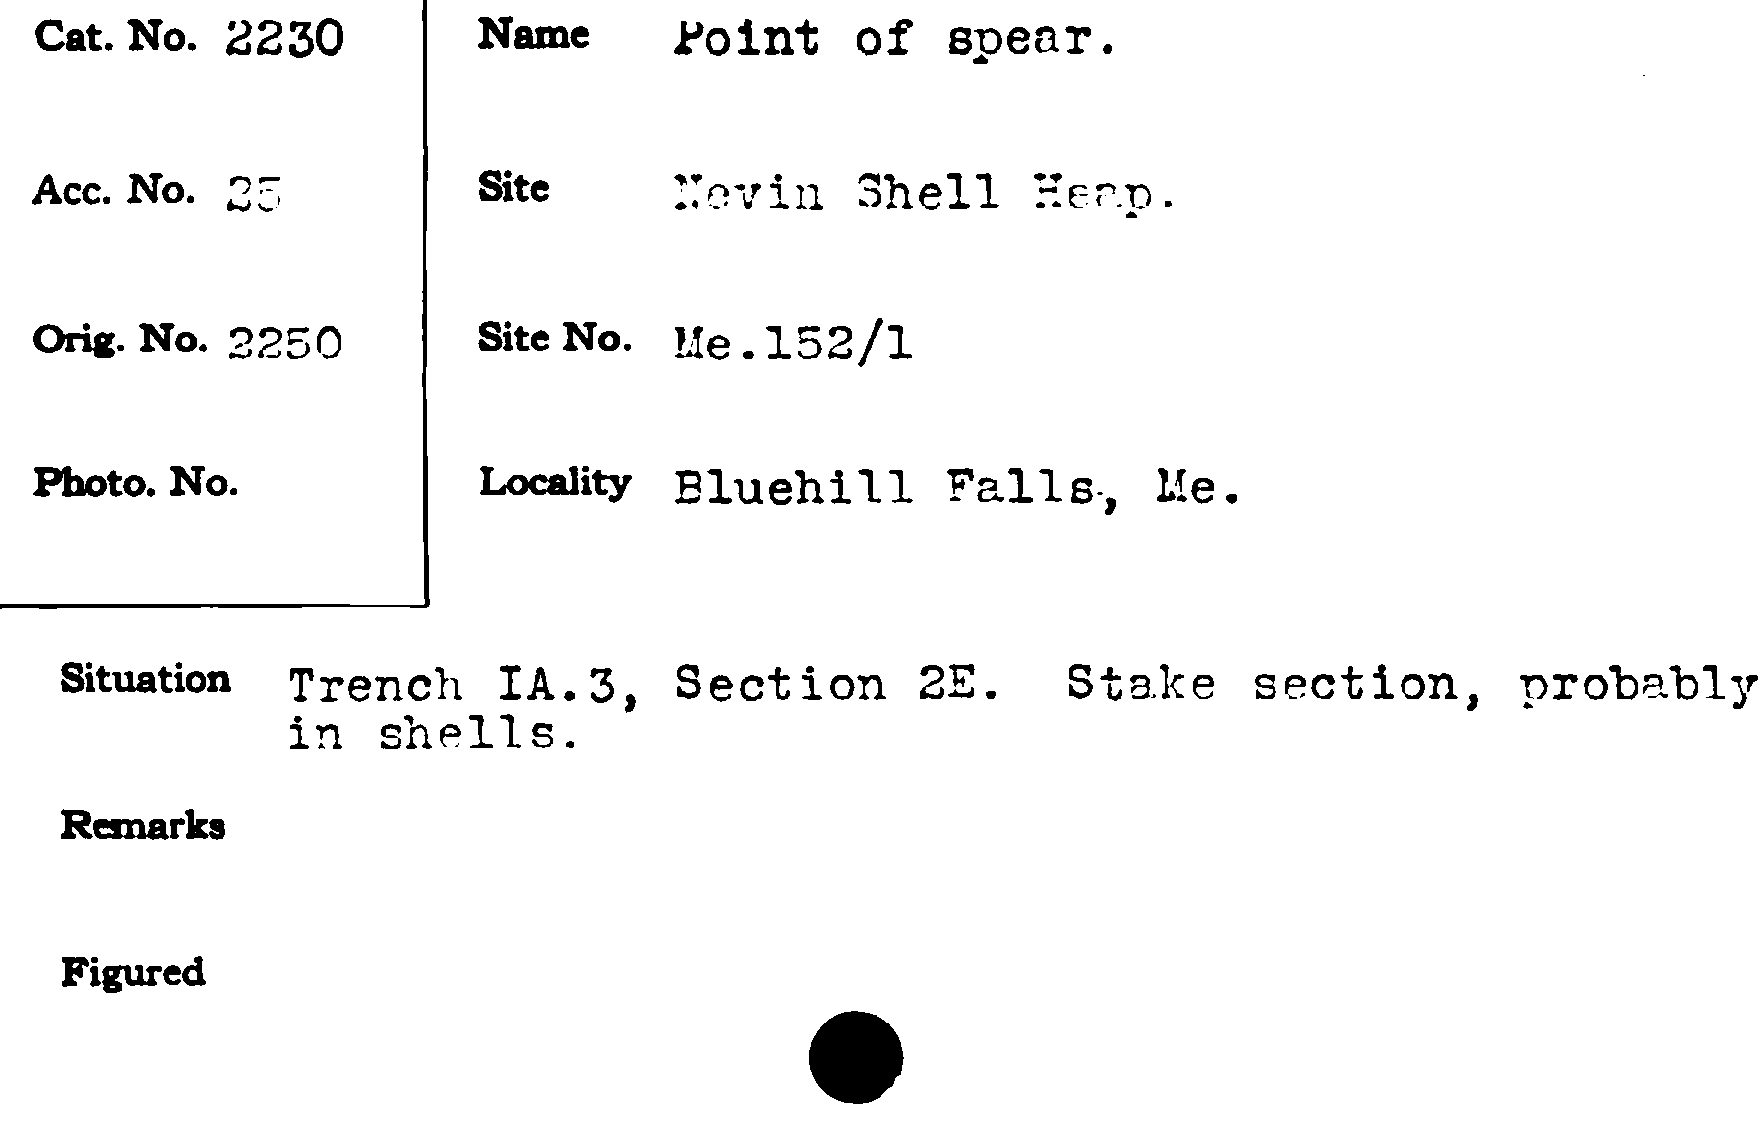 Cat. No. 2230
Name Point of spear.
Acc. No. 25
Site Nevin Shell Heap.
Orig. No. 2250
Site No. Me.152/1
Photo. No.
Locality Bluehill Falls, Me.
Situation Trench IA.3, Section 2E. Stake section, probably
in shells.
Remarks
Figured